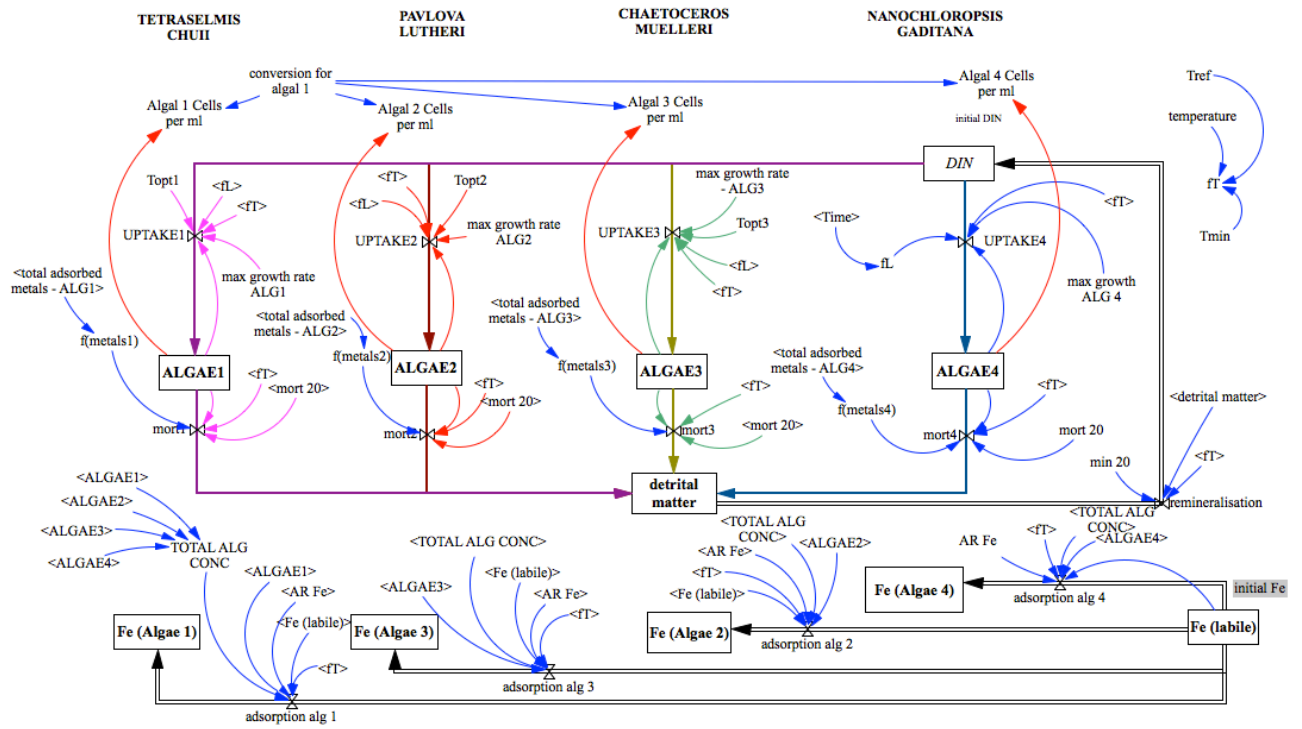 TETRASELMIS
CHUII
PAVLOVA
LUTHERI
CHAETOCEROS
MUELLERI
NANOCHLOROPSIS
GADITANA
conversion for
algal 1
Algal 1 Cells
per ml
Algal 2 Cells
per ml
Algal 3 Cells
per ml
Algal 4 Cells
per ml
initial DIN
DIN
Tref
temperature
fT
Tmin
Topt1
<fL>
<fT>
UPTAKE1
max growth rate
ALG1
<total adsorbed
metals - ALG1>
f(metals1)
ALGAE1
<fT>
<mort 20>
mort1
<fT>
<fL>
Topt2
UPTAKE2
max growth rate
ALG2
<total adsorbed
metals - ALG2>
f(metals2)
ALGAE2
<fT>
<mort 20>
mort2
max growth rate
- ALG3
UPTAKE3
Topt3
<fL>
<fT>
<total adsorbed
metals - ALG3>
f(metals3)
ALGAE3
<fT>
<mort 20>
mort3
<Time>
fL
<fT>
UPTAKE4
max growth
ALG 4
<total adsorbed
metals - ALG4>
f(metals4)
ALGAE4
<fT>
mort 20
mort4
detrital
matter
<detrital matter>
min 20
<fT>
remineralisation
<ALGAE1>
<ALGAE2>
<ALGAE3>
<ALGAE4>
TOTAL ALG
CONC
<ALGAE1>
<AR Fe>
<Fe (labile)>
<fT>
Fe (Algae 1)
adsorption alg 1
<TOTAL ALG CONC>
<ALGAE3>
<Fe (labile)>
<AR Fe>
<fT>
Fe (Algae 3)
adsorption alg 3
<TOTAL ALG
CONC>
<ALGAE2>
<AR Fe>
<fT>
<Fe (labile)>
Fe (Algae 2)
adsorption alg 2
<TOTAL ALG
CONC>
<fT>
<ALGAE4>
AR Fe
Fe (Algae 4)
adsorption alg 4
initial Fe
Fe (labile)